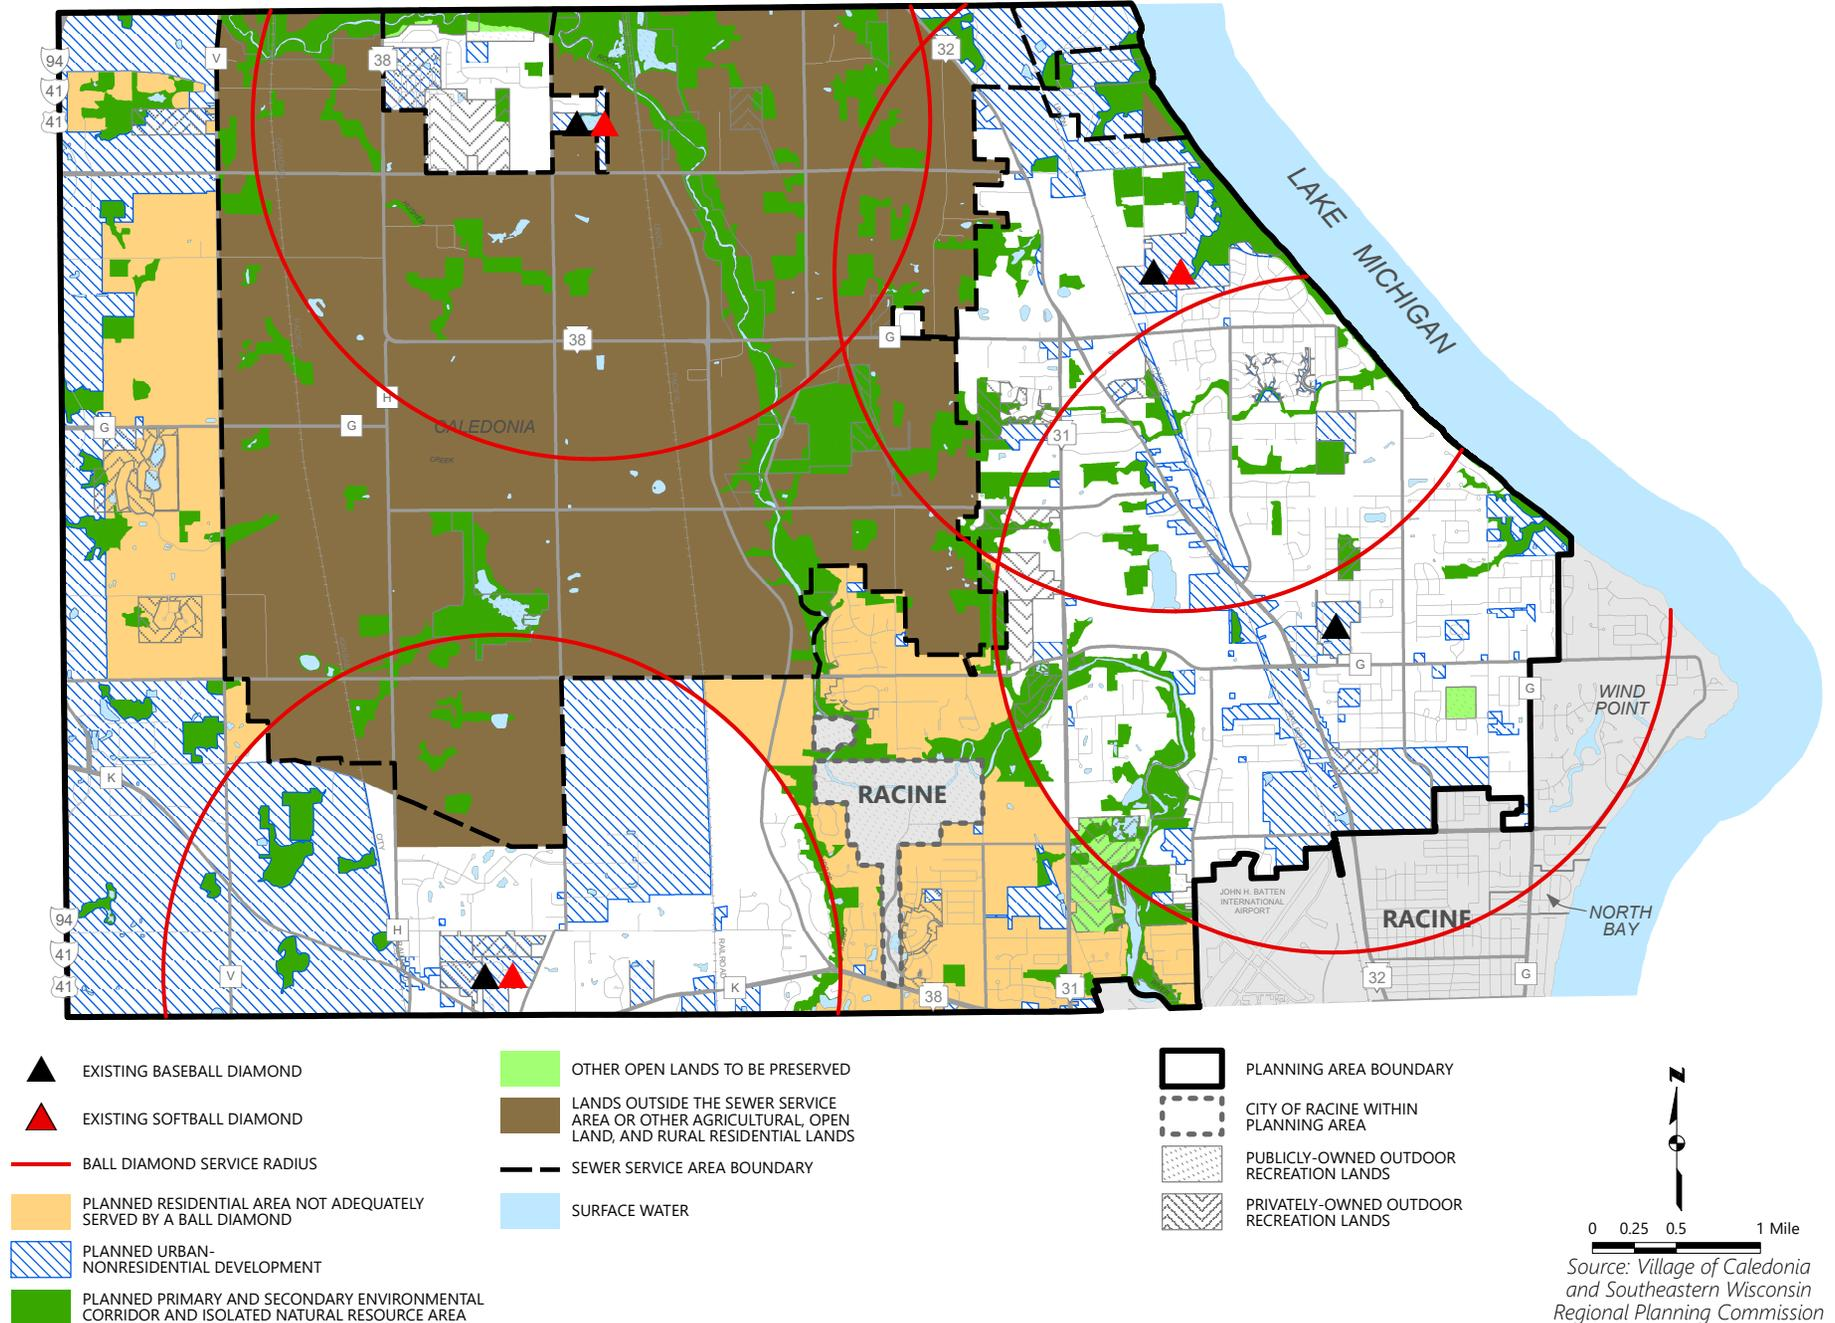 94
41
41
V
38
32
LAKE
MICHIGAN
38
G
H
G
G
CALEDONIA
CREEK
31
G
G
WIND
POINT
K
RACINE
JOHN H. BATTEN
INTERNATIONAL
AIRPORT
RACINE
NORTH
BAY
94
41
41
H
V
K
38
31
32
G
RAILROAD
CITY
EXISTING BASEBALL DIAMOND
EXISTING SOFTBALL DIAMOND
BALL DIAMOND SERVICE RADIUS
PLANNED RESIDENTIAL AREA NOT ADEQUATELY
SERVED BY A BALL DIAMOND
PLANNED URBAN-
NONRESIDENTIAL DEVELOPMENT
PLANNED PRIMARY AND SECONDARY ENVIRONMENTAL
CORRIDOR AND ISOLATED NATURAL RESOURCE AREA
OTHER OPEN LANDS TO BE PRESERVED
LANDS OUTSIDE THE SEWER SERVICE
AREA OR OTHER AGRICULTURAL, OPEN
LAND, AND RURAL RESIDENTIAL LANDS
SEWER SERVICE AREA BOUNDARY
SURFACE WATER
PLANNING AREA BOUNDARY
CITY OF RACINE WITHIN
PLANNING AREA
PUBLICLY-OWNED OUTDOOR
RECREATION LANDS
PRIVATELY-OWNED OUTDOOR
RECREATION LANDS
N
0 0.25 0.5 1 Mile
Source: Village of Caledonia
and Southeastern Wisconsin
Regional Planning Commission